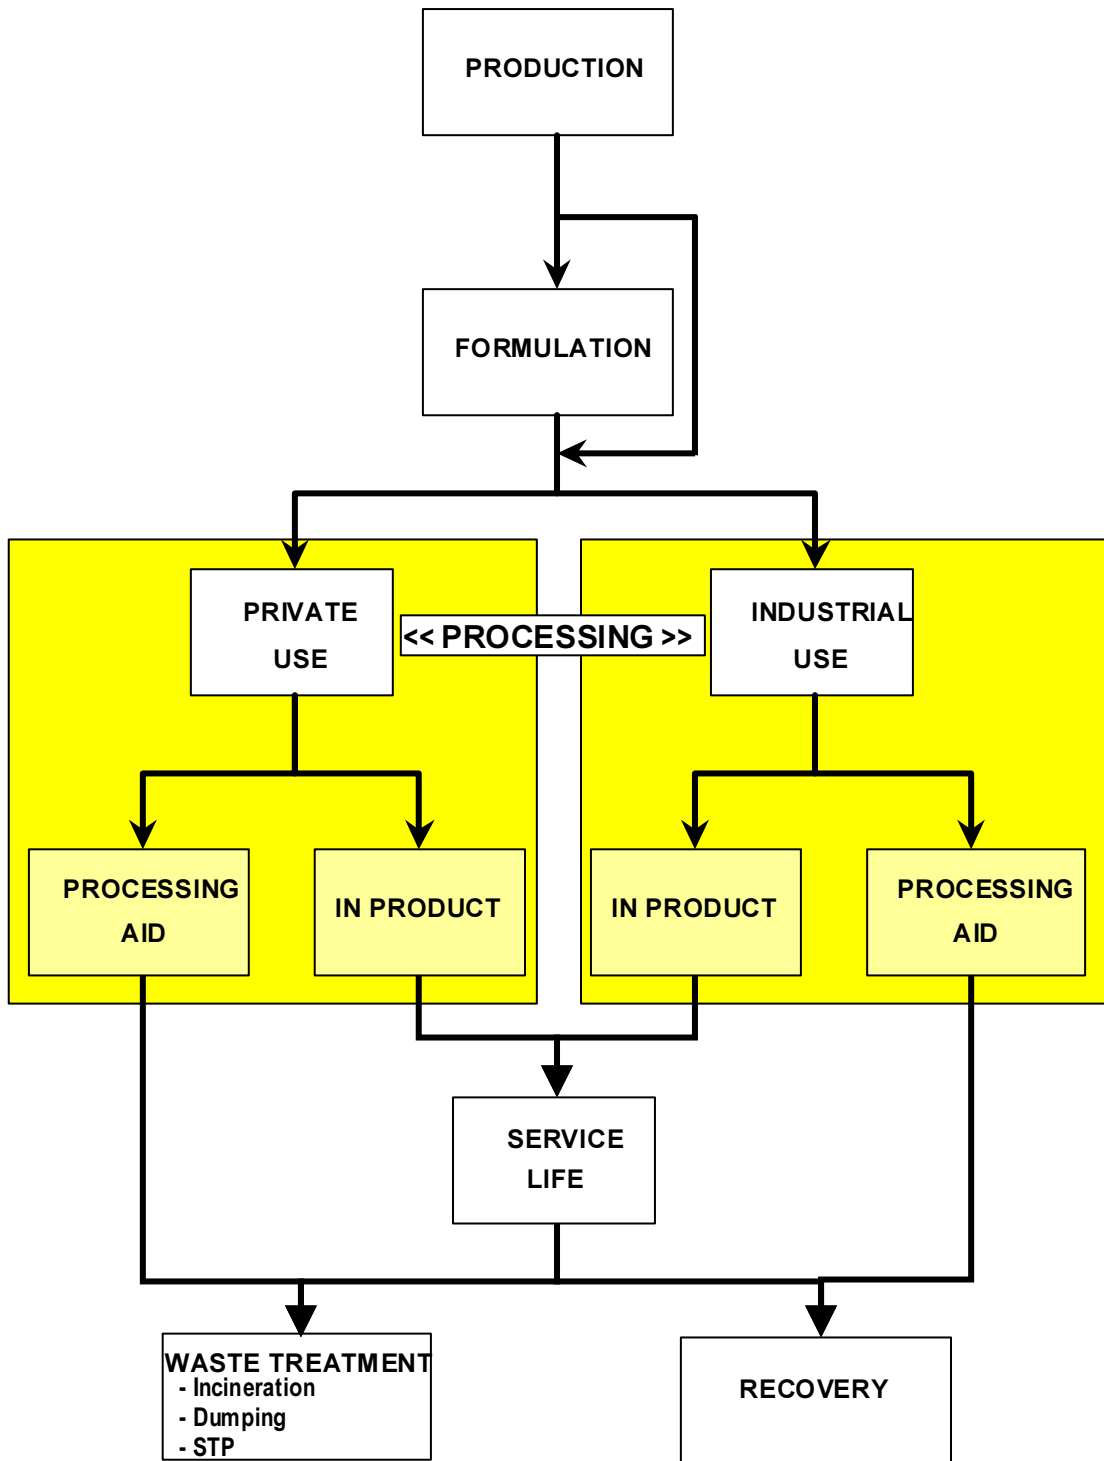 PRODUCTION
FORMULATION
PRIVATE
USE
<< PROCESSING >>
INDUSTRIAL
USE
PROCESSING
AID
IN PRODUCT
IN PRODUCT
PROCESSING
AID
SERVICE
LIFE
WASTE TREATMENT
- Incineration
- Dumping
- STP
RECOVERY